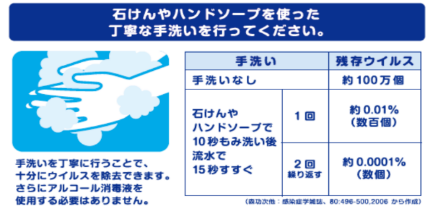 石けんやハンドソープを使った
丁寧な手洗いを行ってください。
手洗いを丁寧に行うことで、
十分にウイルスを除去できます。
さらにアルコール消毒液を
使用する必要はありません。
手洗い 残存ウイルス
手洗いなし 約100万個
石けんや
ハンドソープで
10秒もみ洗い後
流水で
15秒すすぐ
1回 約0.01%
（数百個）
2回
繰り返す
約0.0001%
（数個）
（森功次他：感染症学雑誌、80:496-500,2006 から作成）